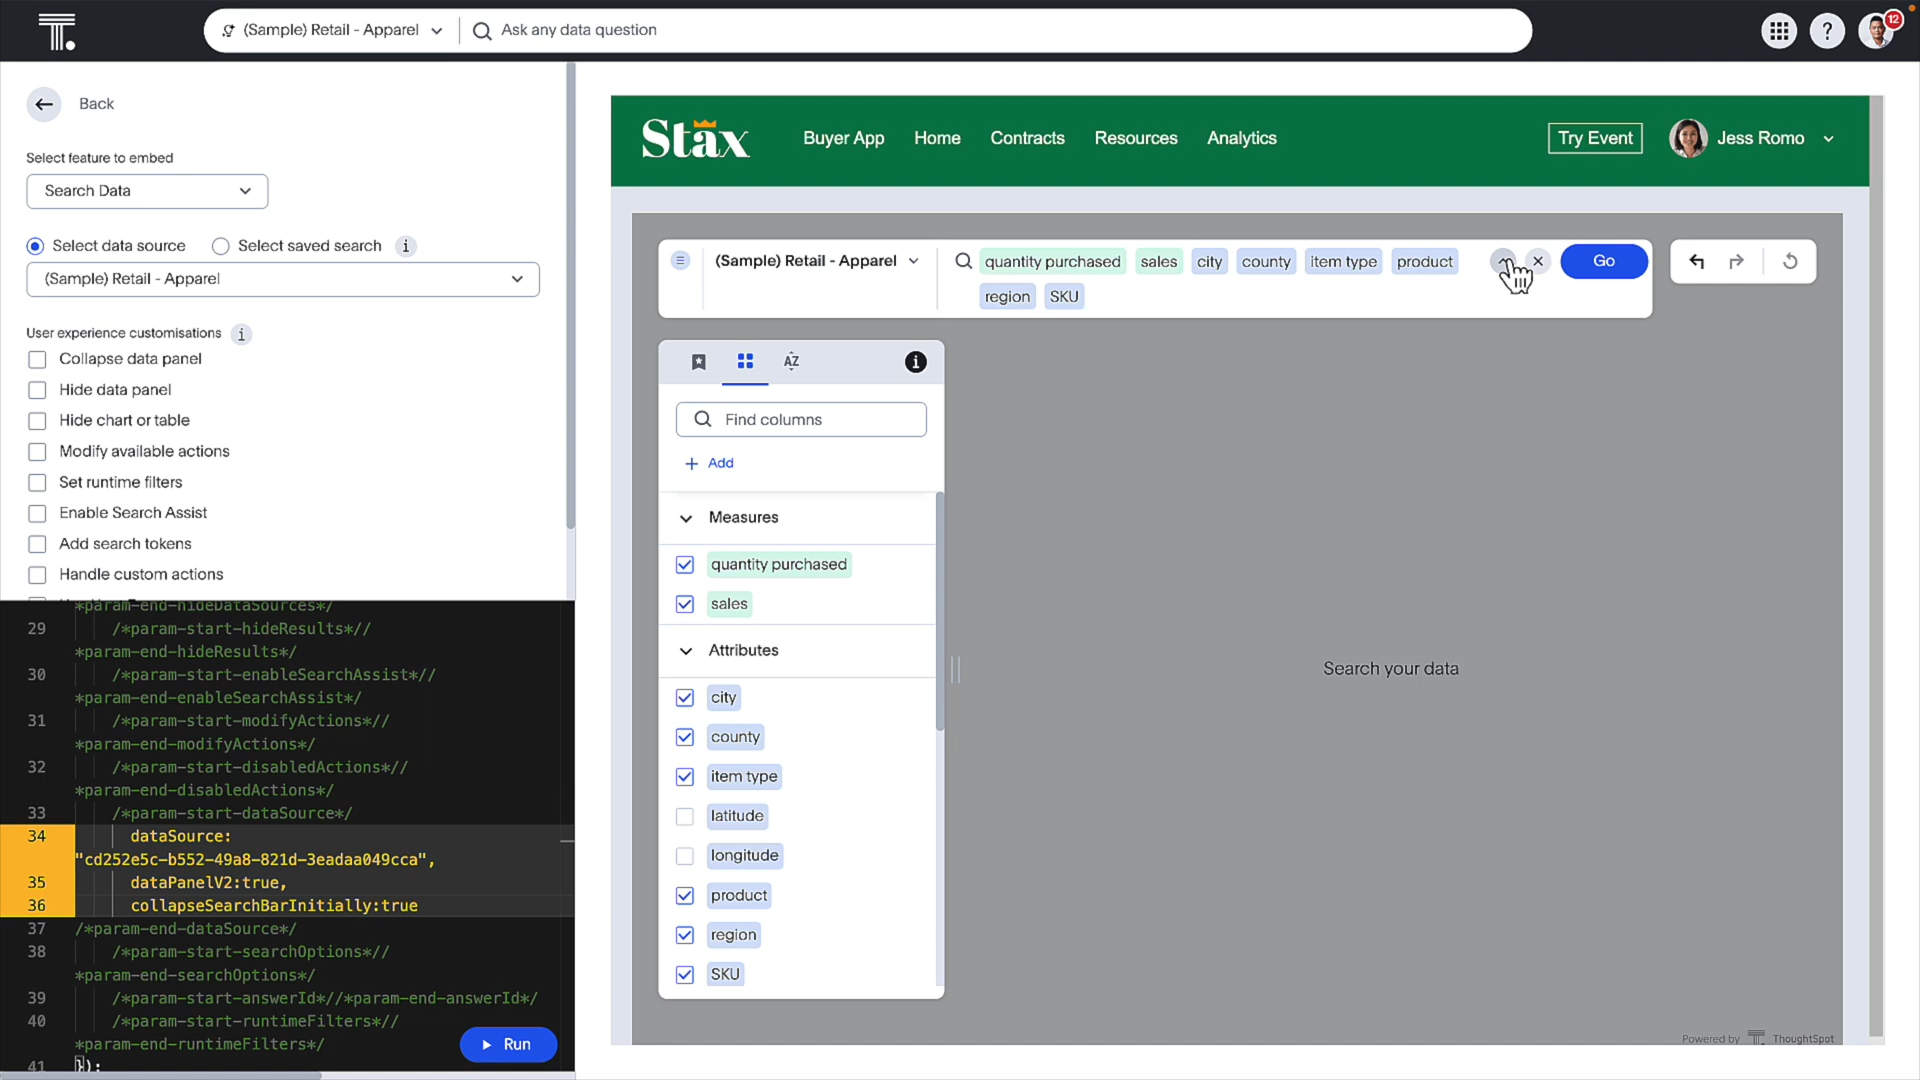 T.
(Sample) Retail - Apparel
Ask any data question
?
12
Back
Select feature to embed
Search Data
Select data source
Select saved search
i
(Sample) Retail - Apparel
User experience customisations
i
Collapse data panel
Hide data panel
Hide chart or table
Modify available actions
Set runtime filters
Enable Search Assist
Add search tokens
Handle custom actions
*param-end-hideDataSources*/
29 /*param-start-hideResults*//
*param-end-hideResults*/
30 /*param-start-enableSearchAssist*//
*param-end-enableSearchAssist*/
31 /*param-start-modifyActions*//
*param-end-modifyActions*/
32 /*param-start-disabledActions*//
*param-end-disabledActions*/
33 /*param-start-dataSource*/
34 dataSource:
"cd252e5c-b552-49a8-821d-3eadaa049cca",
35 dataPanelV2:true,
36 collapseSearchBarInitially:true
37 /*param-end-dataSource*/
38 /*param-start-searchOptions*//
*param-end-searchOptions*/
39 /*param-start-answerId*//*param-end-answerId*/
40 /*param-start-runtimeFilters*//
*param-end-runtimeFilters*/
41 });
Run
Stax
Buyer App
Home
Contracts
Resources
Analytics
Try Event
Jess Romo
(Sample) Retail - Apparel
quantity purchased sales city county item type product
region SKU
Go
AZ
i
Find columns
+ Add
Measures
quantity purchased
sales
Attributes
city
county
item type
latitude
longitude
product
region
SKU
Search your data
Powered by T. ThoughtSpot